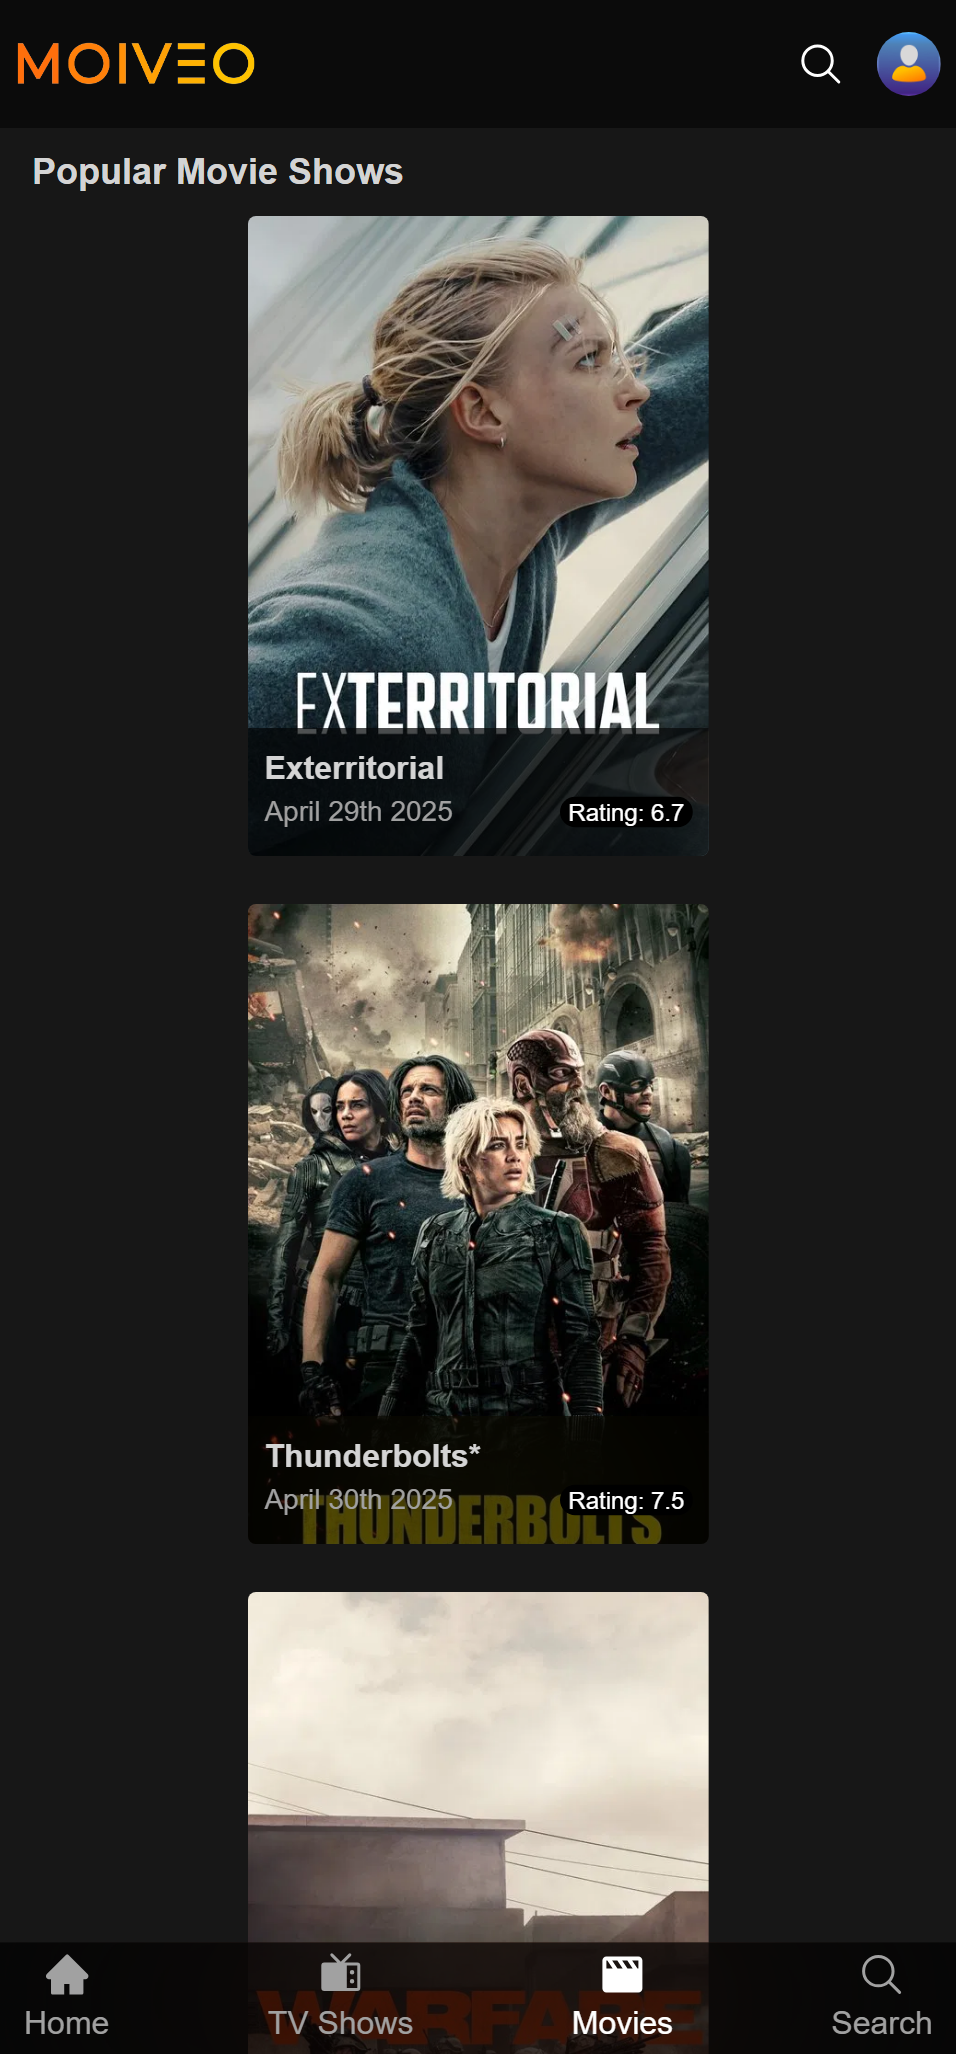 MOIVEO
Popular Movie Shows
EXTERRITORIAL
Exterritorial
April 29th 2025
Rating: 6.7
Thunderbolts*
April 30th 2025
Rating: 7.5
THUNDERBOLTS
WARFARE
Home
TV Shows
Movies
Search